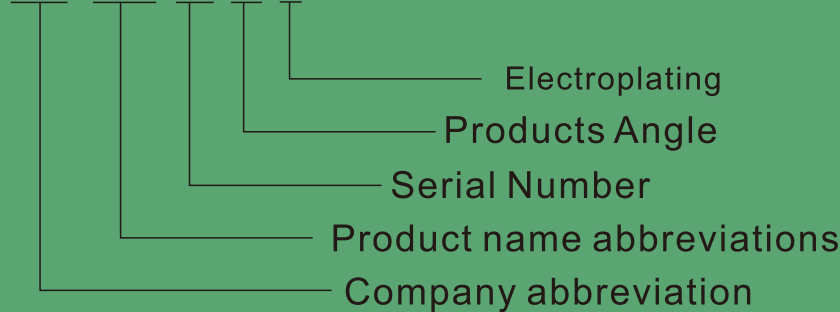 Electroplating
Products Angle
Serial Number
Product name abbreviations
Company abbreviation